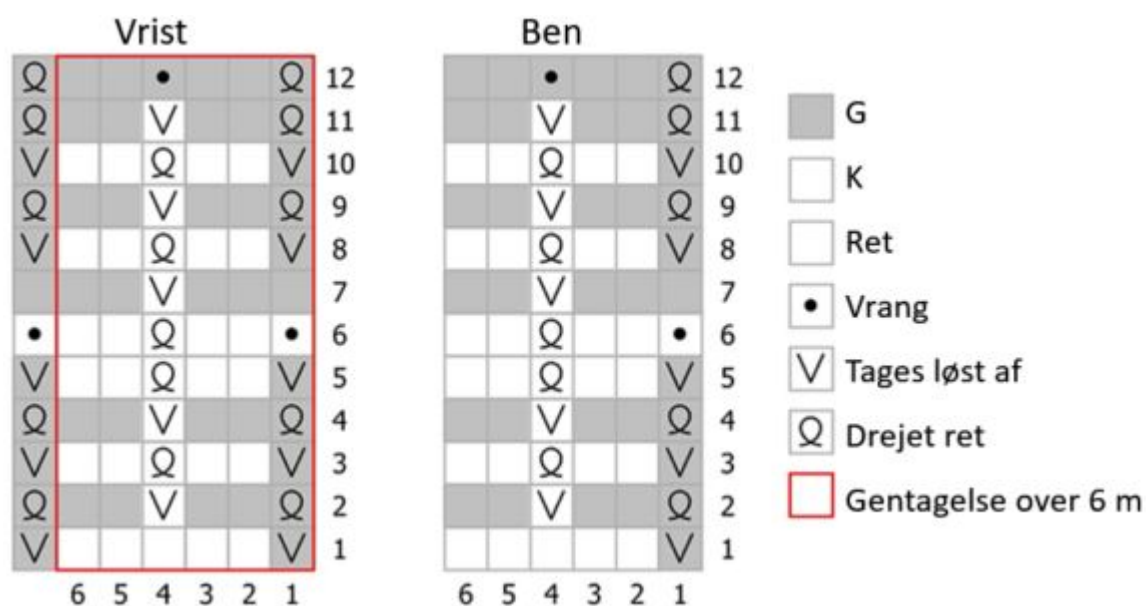 Vrist Ben
12 12
11 11
10 10
9 9
8 8
7 7
6 6
5 5
4 4
3 3
2 2
1 1
6 5 4 3 2 1 6 5 4 3 2 1
G
K
Ret
Vrang
Tages løst af
Drejet ret
Gentagelse over 6 m